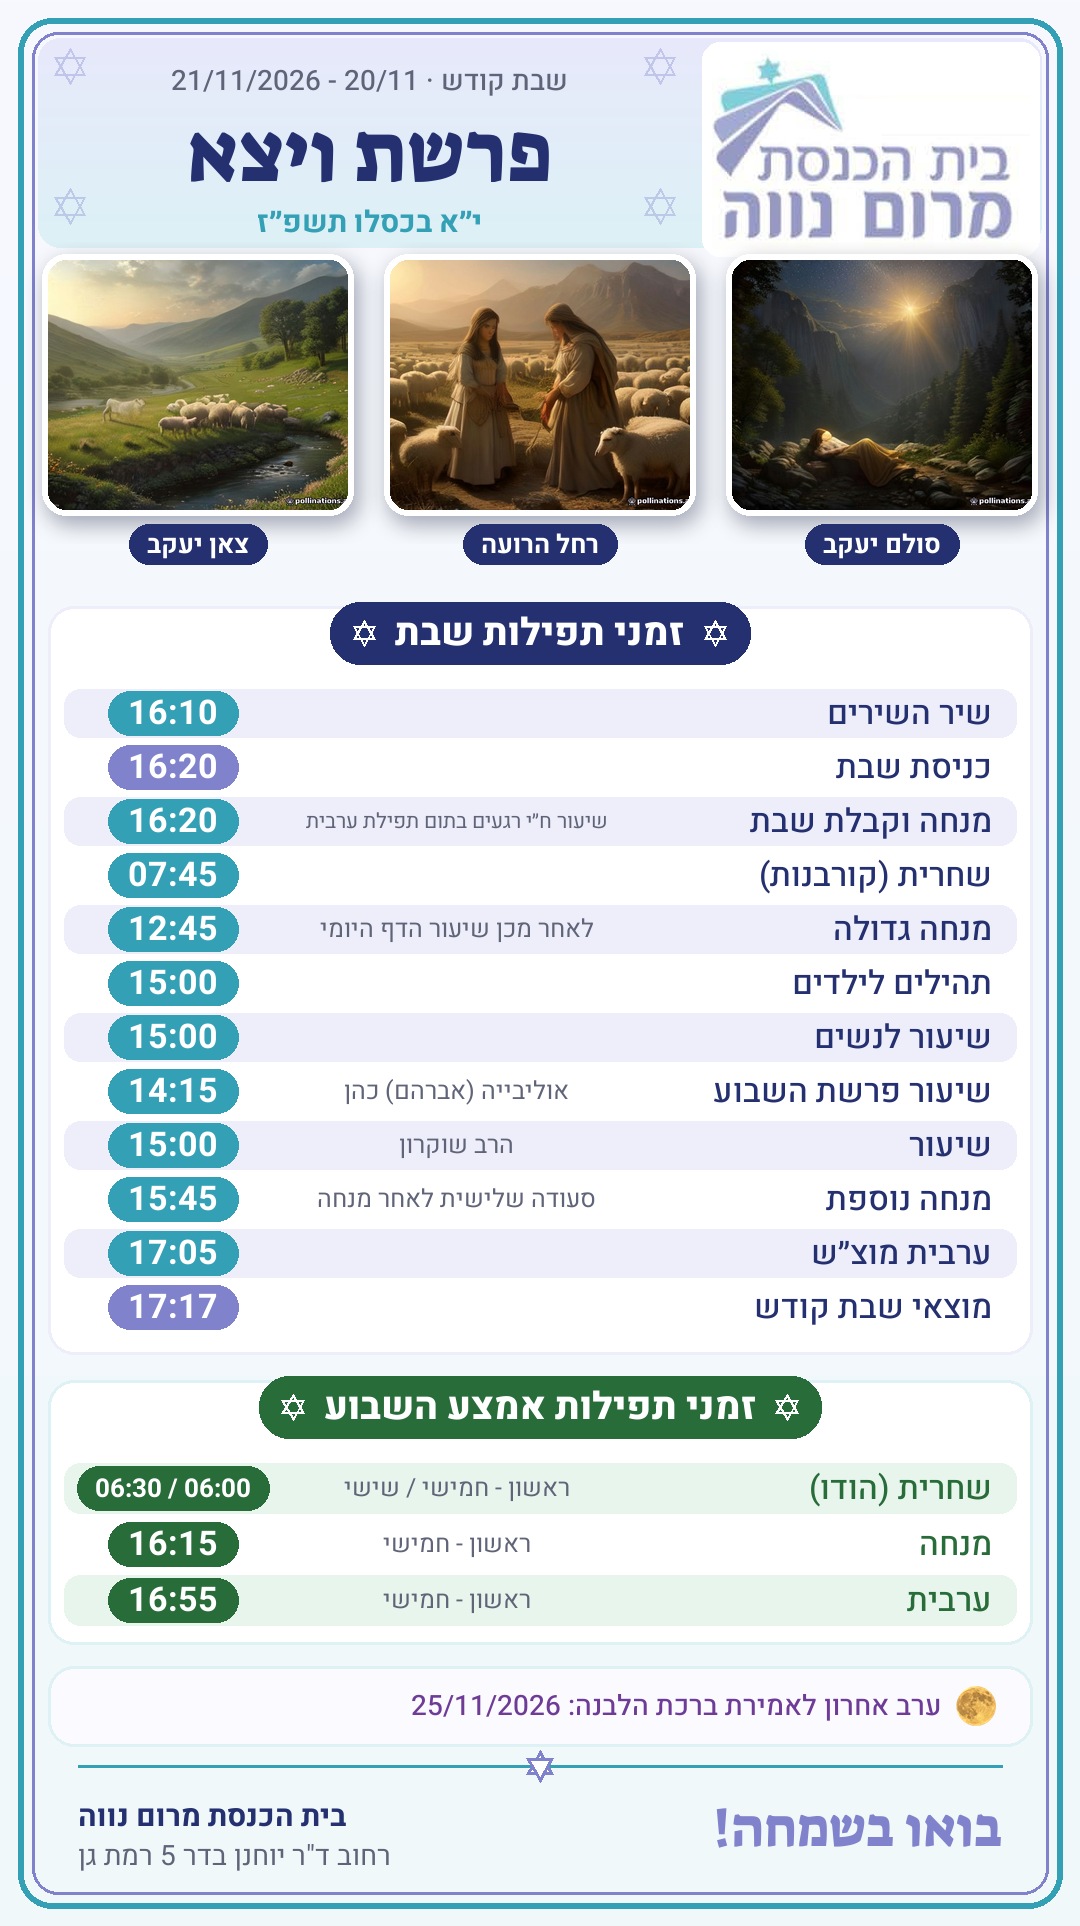 בית הכנסת
מרום נווה
שבת קודש · 20/11 - 21/11/2026
פרשת ויצא
י״א בכסלו תשפ״ז
pollinations.
pollinations.
pollinations.
סולם יעקב
רחל הרועה
צאן יעקב
זמני תפילות שבת
שיר השירים 16:10
כניסת שבת 16:20
מנחה וקבלת שבת שיעור ח״י רגעים בתום תפילת ערבית 16:20
שחרית (קורבנות) 07:45
מנחה גדולה לאחר מכן שיעור הדף היומי 12:45
תהילים לילדים 15:00
שיעור לנשים 15:00
שיעור פרשת השבוע אוליבייה (אברהם) כהן 14:15
שיעור הרב שוקרון 15:00
מנחה נוספת סעודה שלישית לאחר מנחה 15:45
ערבית מוצ״ש 17:05
מוצאי שבת קודש 17:17
זמני תפילות אמצע השבוע
שחרית (הודו) ראשון - חמישי / שישי 06:30 / 06:00
מנחה ראשון - חמישי 16:15
ערבית ראשון - חמישי 16:55
ערב אחרון לאמירת ברכת הלבנה: 25/11/2026
בואו בשמחה!
בית הכנסת מרום נווה
רחוב ד"ר יוחנן בדר 5 רמת גן